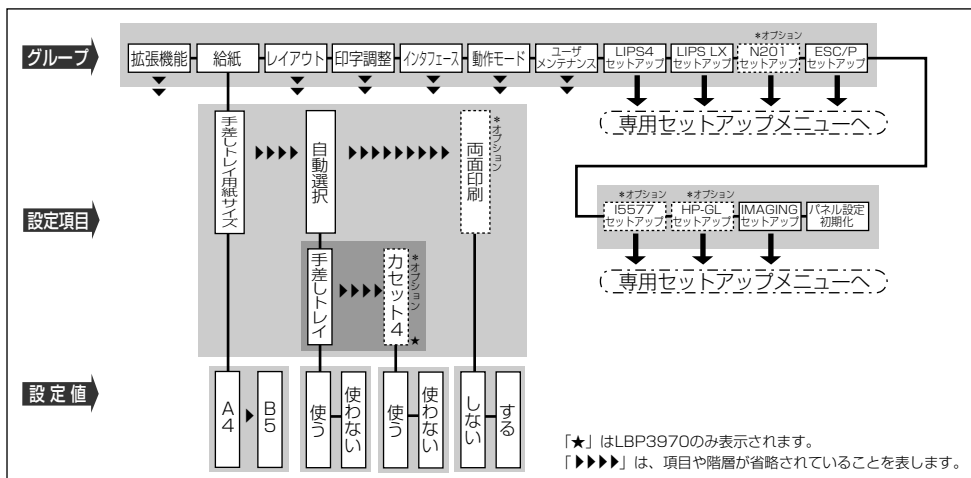 グループ
拡張機能
給紙
レイアウト
印字調整
インタフェース
動作モード
ユーザ
メンテナンス
LIPS4
セットアップ
LIPS LX
セットアップ
*オプション
N201
セットアップ
ESC/P
セットアップ
専用セットアップメニューへ
設定項目
手差しトレイ用紙サイズ
▶▶▶▶
自動選択
▶▶▶▶▶▶▶▶▶
両面印刷
*オプション
手差しトレイ
▶▶▶▶
カセット4
*オプション
★
*オプション
I5577
セットアップ
*オプション
HP-GL
セットアップ
IMAGING
セットアップ
パネル設定
初期化
専用セットアップメニューへ
設定値
A4
▶
B5
使う
使わない
使う
使わない
しない
する
「★」はLBP3970のみ表示されます。
「▶▶▶▶」は、項目や階層が省略されていることを表します。